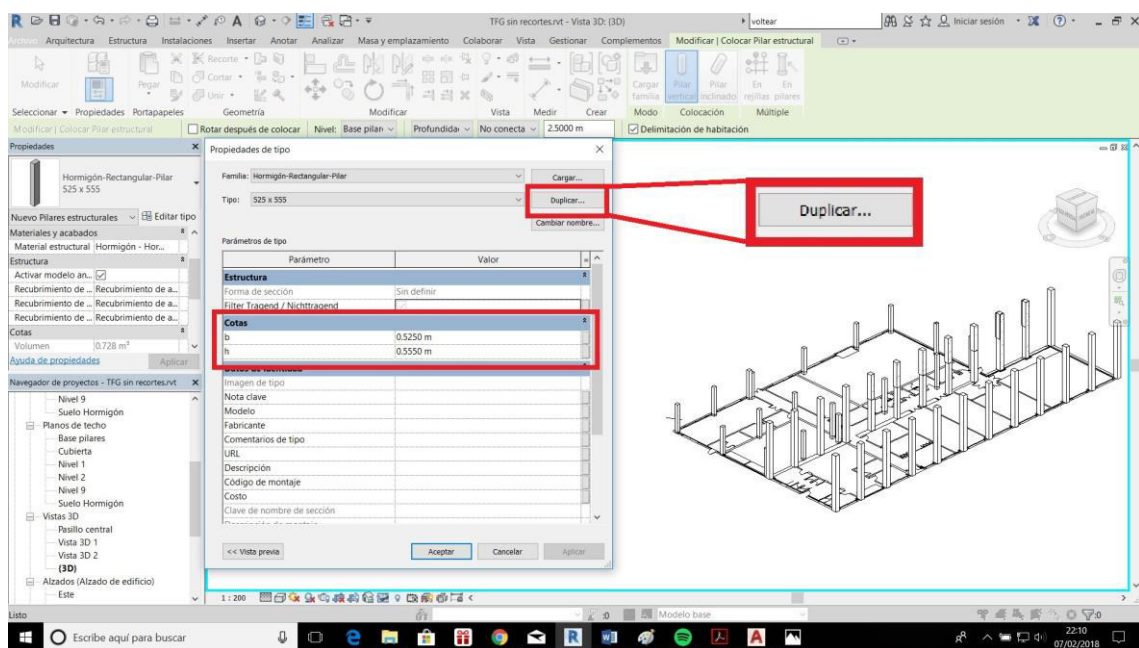 TFG sin recortes.rvt - Vista 3D: {3D}
voltear
Iniciar sesión
Archivo Arquitectura Estructura Instalaciones Insertar Anotar Analizar Masa y emplazamiento Colaborar Vista Gestionar Complementos Modificar | Colocar Pilar estructural
Modificar
Pegar
Recorte
Cortar
Unir
Cargar familia
Pilar vertical
Pilar inclinado
En rejillas
En pilares
Seleccionar Propiedades Portapapeles Geometría Modificar Vista Medir Crear Modo Colocación Múltiple
Modificar | Colocar Pilar estructural
Rotar después de colocar Nivel: Base pilar Profundida No conecta 2.5000 m Delimitación de habitación
Propiedades
Hormigón-Rectangular-Pilar
525 x 555
Nuevo Pilares estructurales Editar tipo
Materiales y acabados
Material estructural Hormigón - Hor...
Estructura
Activar modelo an...
Recubrimiento de ... Recubrimiento de a...
Recubrimiento de ... Recubrimiento de a...
Recubrimiento de ... Recubrimiento de a...
Cotas
Volumen 0.728 m³
Ayuda de propiedades Aplicar
Navegador de proyectos - TFG sin recortes.rvt
Nivel 9
Suelo Hormigón
Planos de techo
Base pilares
Cubierta
Nivel 1
Nivel 2
Nivel 9
Suelo Hormigón
Vistas 3D
Pasillo central
Vista 3D 1
Vista 3D 2
{3D}
Alzados (Alzado de edificio)
Este
Propiedades de tipo
Familia: Hormigón-Rectangular-Pilar Cargar...
Tipo: 525 x 555 Duplicar...
Cambiar nombre...
Parámetros de tipo
Parámetro Valor =
Estructura
Forma de sección Sin definir
Filter Tragend / Nichttragend
Cotas
b 0.5250 m
h 0.5550 m
Datos de identidad
Imagen de tipo
Nota clave
Modelo
Fabricante
Comentarios de tipo
URL
Descripción
Código de montaje
Costo
Clave de nombre de sección
<< Vista previa Aceptar Cancelar Aplicar
Duplicar...
1 : 200
Listo
:0
Modelo base
:0
Escribe aquí para buscar
22:10
07/02/2018